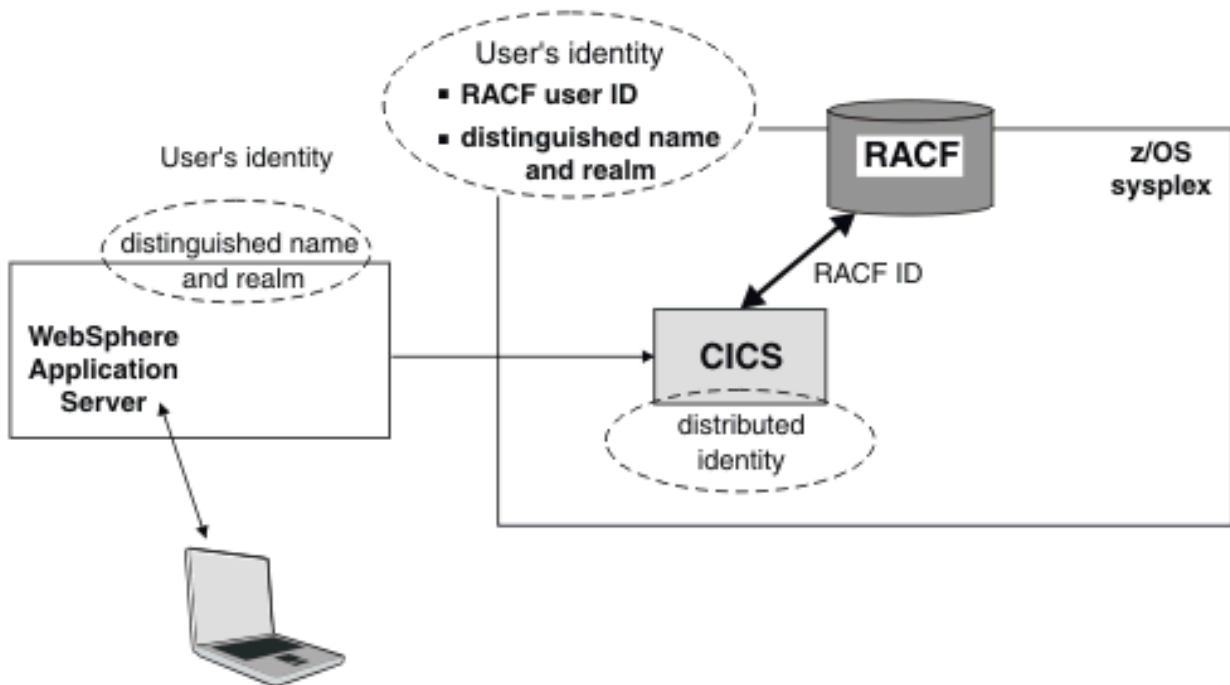 User's identity
▪ RACF user ID
▪ distinguished name
and realm
RACF
z/OS
sysplex
User's identity
distinguished name
and realm
RACF ID
WebSphere
Application
Server
CICS
distributed
identity